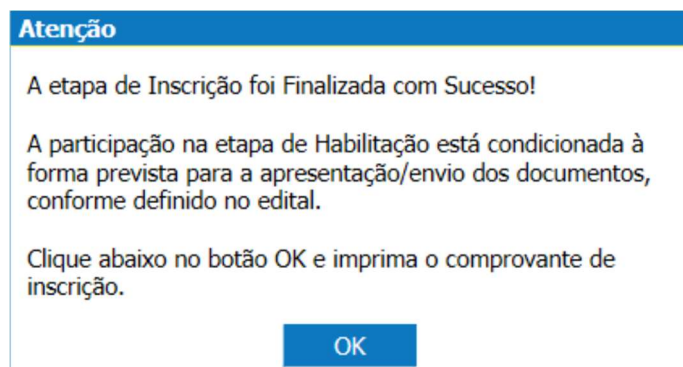 Atenção
A etapa de Inscrição foi Finalizada com Sucesso!
A participação na etapa de Habilitação está condicionada à
forma prevista para a apresentação/envio dos documentos,
conforme definido no edital.
Clique abaixo no botão OK e imprima o comprovante de
inscrição.
OK